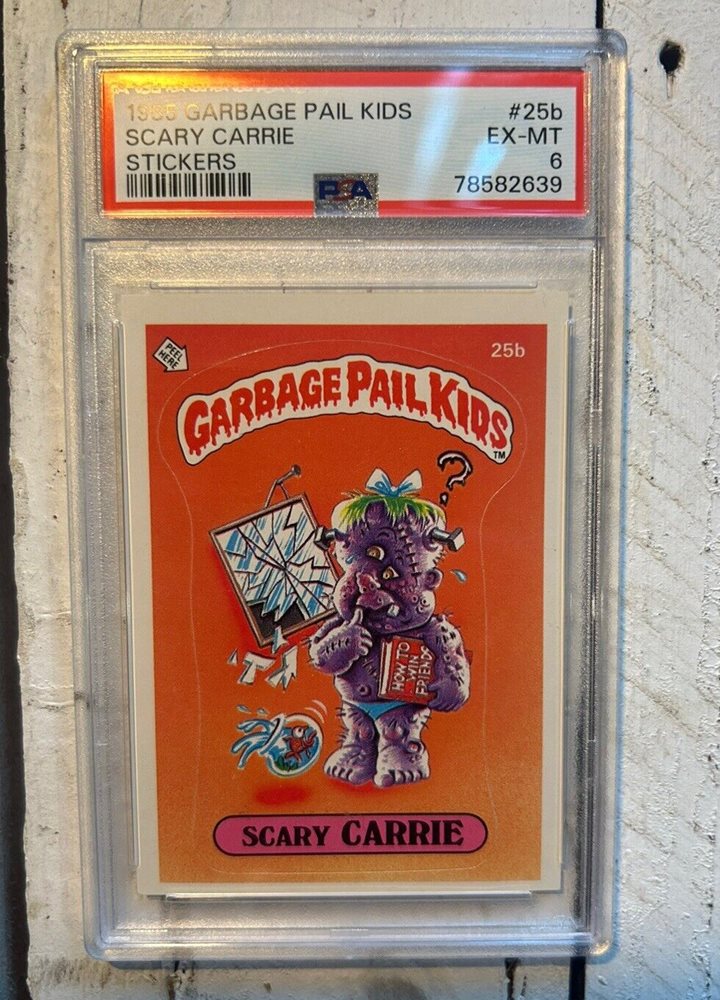 1985 GARBAGE PAIL KIDS #25b
SCARY CARRIE EX-MT
STICKERS 6
PSA 78582639
PEEL
HERE
25b
GARBAGE PAIL KIDS
TM
?
HOW TO
WIN
FRIENDS
SCARY CARRIE